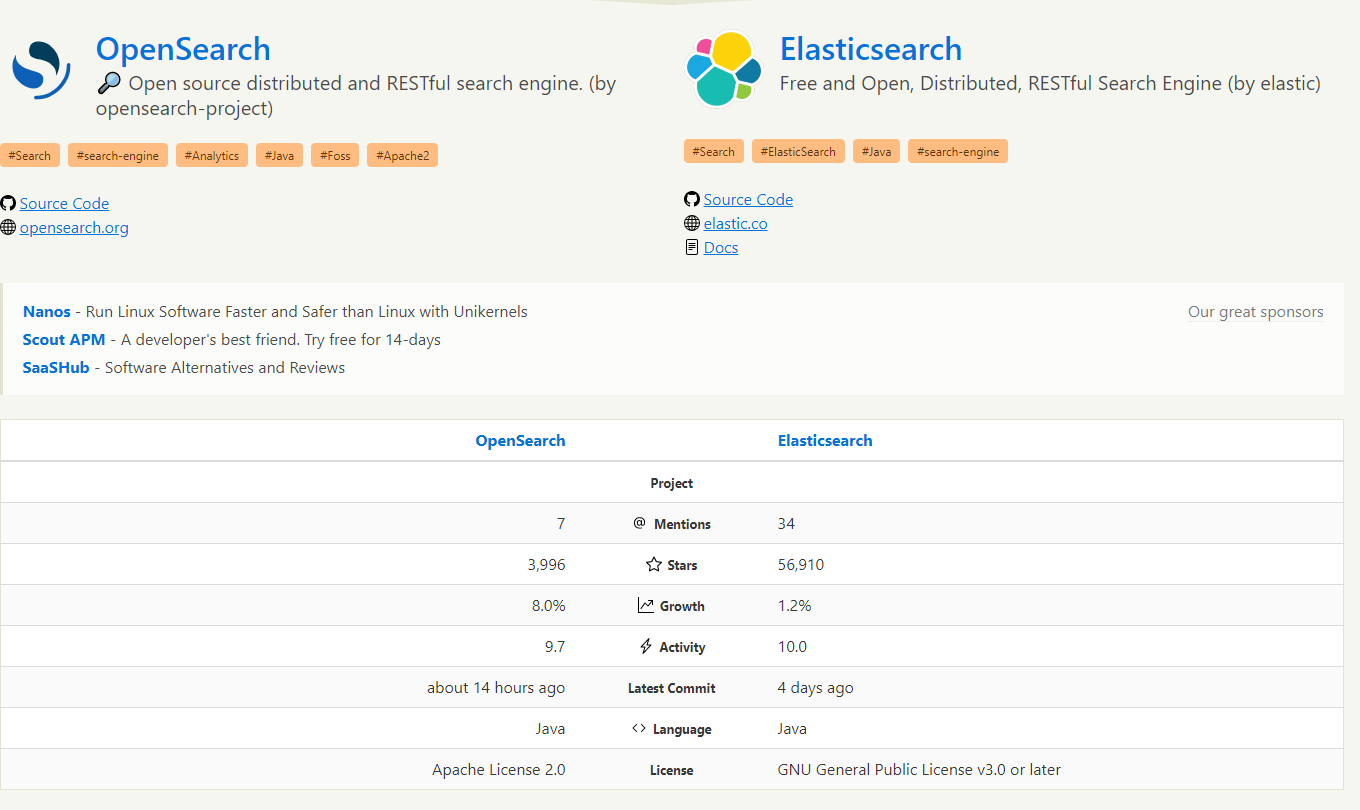 OpenSearch
🔎 Open source distributed and RESTful search engine. (by
opensearch-project)
#Search #search-engine #Analytics #Java #Foss #Apache2
Source Code
opensearch.org
Elasticsearch
Free and Open, Distributed, RESTful Search Engine (by elastic)
#Search #ElasticSearch #Java #search-engine
Source Code
elastic.co
Docs
Nanos - Run Linux Software Faster and Safer than Linux with Unikernels
Our great sponsors
Scout APM - A developer's best friend. Try free for 14-days
SaaSHub - Software Alternatives and Reviews
OpenSearch Elasticsearch
Project
7 Mentions 34
3,996 Stars 56,910
8.0% Growth 1.2%
9.7 Activity 10.0
about 14 hours ago Latest Commit 4 days ago
Java Language Java
Apache License 2.0 License GNU General Public License v3.0 or later